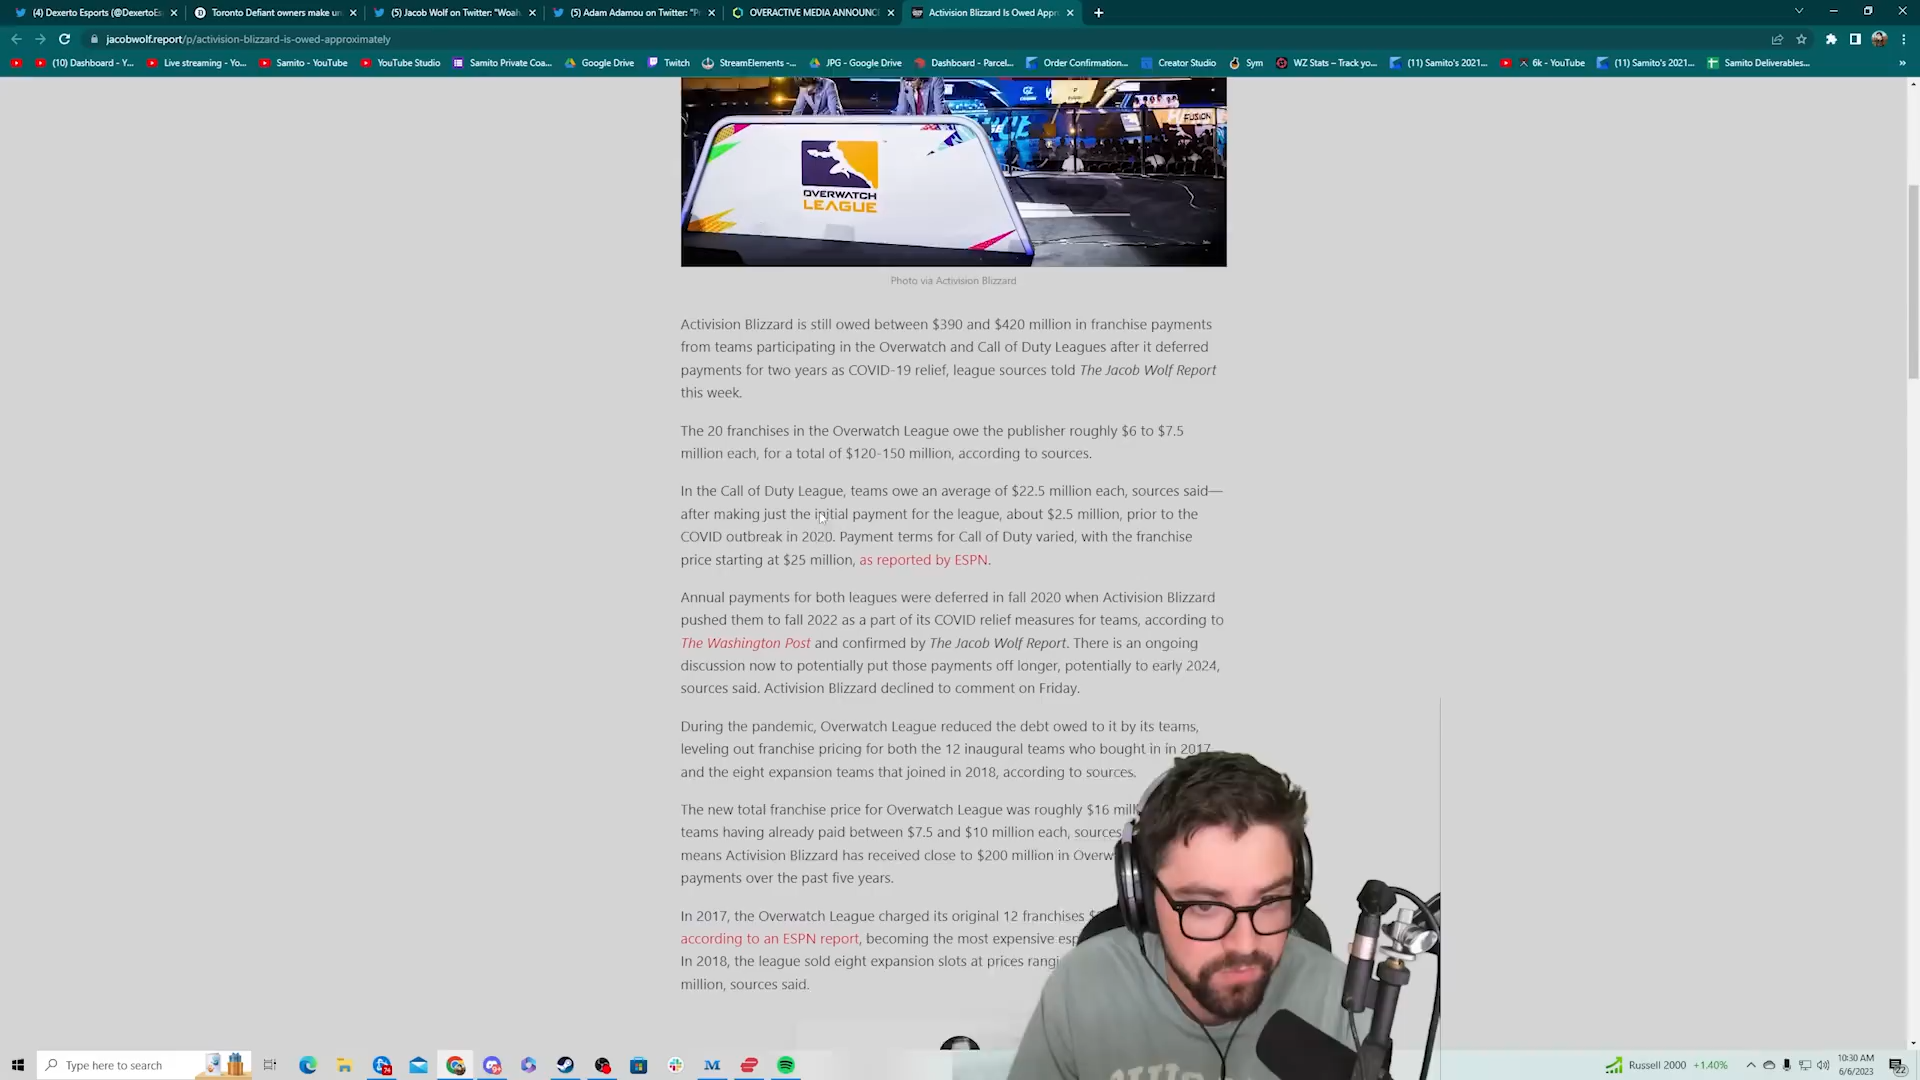 (4) Dexerto Esports (@DexertoEs
Toronto Defiant owners make un
(5) Jacob Wolf on Twitter: "Woah
(5) Adam Adamou on Twitter: "P
OVERACTIVE MEDIA ANNOUNC
Activision Blizzard Is Owed Appr
jacobwolf.report/p/activision-blizzard-is-owed-approximately
(10) Dashboard - Y...
Live streaming - Yo...
Samito - YouTube
YouTube Studio
Samito Private Coa...
Google Drive
Twitch
StreamElements -...
JPG - Google Drive
Dashboard - Parcel...
Order Confirmation...
Creator Studio
Sym
WZ Stats – Track yo...
(11) Samito's 2021...
6k - YouTube
(11) Samito's 2021...
Samito Deliverables...
FUSION
OVERWATCH
LEAGUE
Photo via Activision Blizzard
Activision Blizzard is still owed between $390 and $420 million in franchise payments
from teams participating in the Overwatch and Call of Duty Leagues after it deferred
payments for two years as COVID-19 relief, league sources told The Jacob Wolf Report
this week.
The 20 franchises in the Overwatch League owe the publisher roughly $6 to $7.5
million each, for a total of $120-150 million, according to sources.
In the Call of Duty League, teams owe an average of $22.5 million each, sources said—
after making just the initial payment for the league, about $2.5 million, prior to the
COVID outbreak in 2020. Payment terms for Call of Duty varied, with the franchise
price starting at $25 million, as reported by ESPN.
Annual payments for both leagues were deferred in fall 2020 when Activision Blizzard
pushed them to fall 2022 as a part of its COVID relief measures for teams, according to
The Washington Post and confirmed by The Jacob Wolf Report. There is an ongoing
discussion now to potentially put those payments off longer, potentially to early 2024,
sources said. Activision Blizzard declined to comment on Friday.
During the pandemic, Overwatch League reduced the debt owed to it by its teams,
leveling out franchise pricing for both the 12 inaugural teams who bought in in 2017
and the eight expansion teams that joined in 2018, according to sources.
The new total franchise price for Overwatch League was roughly $16 mill
teams having already paid between $7.5 and $10 million each, sources
means Activision Blizzard has received close to $200 million in Overw
payments over the past five years.
In 2017, the Overwatch League charged its original 12 franchises $
according to an ESPN report, becoming the most expensive esp
In 2018, the league sold eight expansion slots at prices rangi
million, sources said.
Type here to search
Russell 2000 +1.40%
10:30 AM
6/6/2023